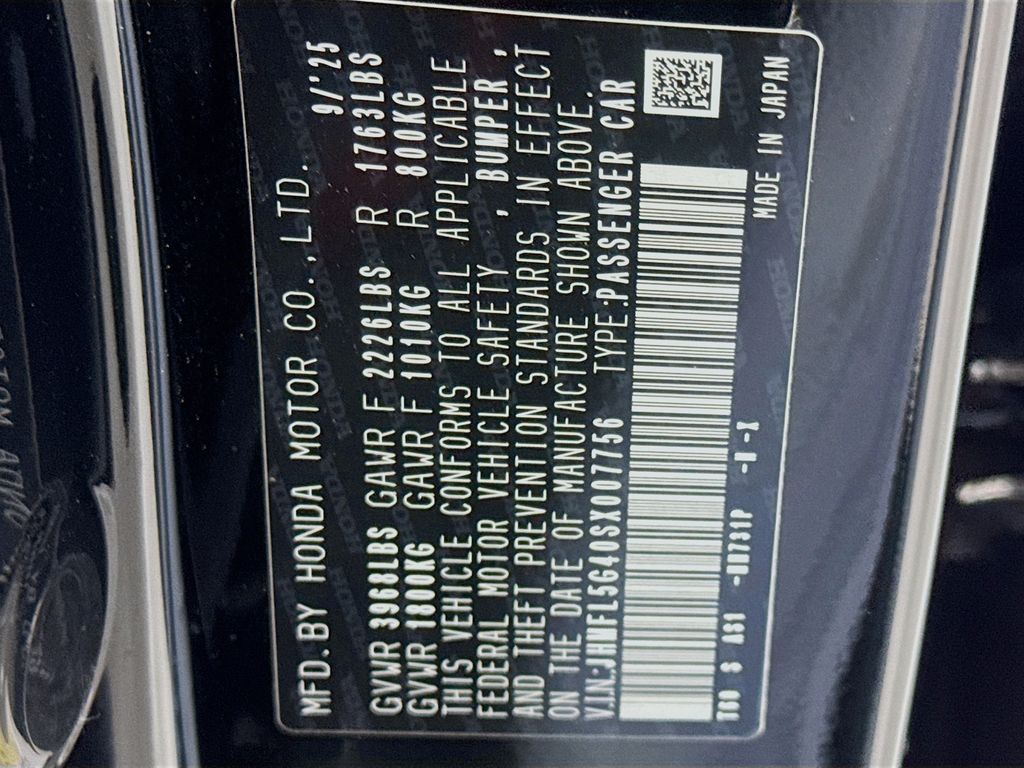 MFD.BY HONDA MOTOR CO.,LTD. 9/'25
GVWR 3968LBS GAWR F 2226LBS R 1763LBS
GVWR 1800KG GAWR F 1010KG R 800KG
THIS VEHICLE CONFORMS TO ALL APPLICABLE
FEDERAL MOTOR VEHICLE SAFETY , BUMPER ,
AND THEFT PREVENTION STANDARDS IN EFFECT
ON THE DATE OF MANUFACTURE SHOWN ABOVE.
V.I.N:JHMFL5G40SX007756 TYPE:PASSENGER CAR
S AS1 -BB731P
MADE IN JAPAN